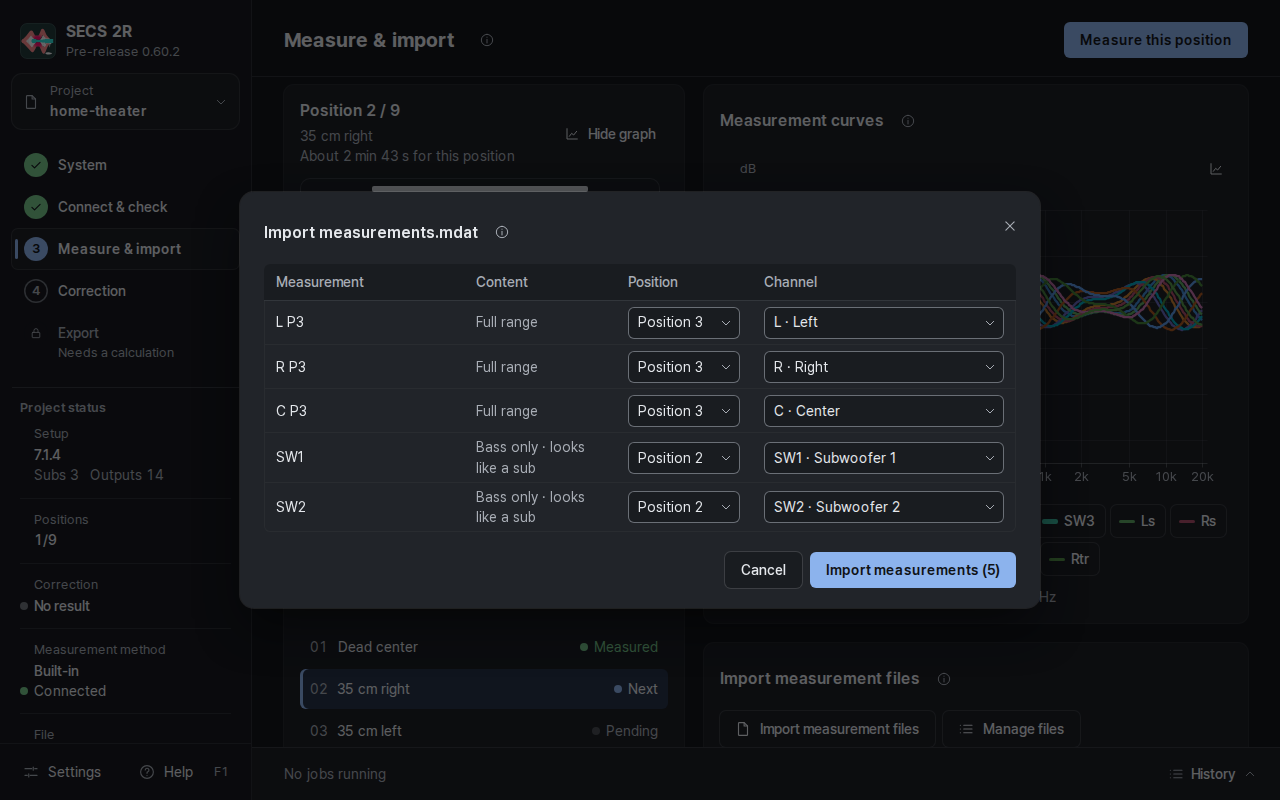 SECS 2R
Pre-release 0.60.2
Project
home-theater
System
Connect & check
3 Measure & import
4 Correction
Export
Needs a calculation
Project status
Setup
7.1.4
Subs 3 Outputs 14
Positions
1/9
Correction
No result
Measurement method
Built-in
Connected
File
Settings
Help F1
Measure & import
Measure this position
Position 2 / 9
35 cm right
About 2 min 43 s for this position
Hide graph
Measurement curves
dB
Import measurements.mdat
Measurement Content Position Channel
L P3 Full range Position 3 L · Left
R P3 Full range Position 3 R · Right
C P3 Full range Position 3 C · Center
SW1 Bass only · looks like a sub Position 2 SW1 · Subwoofer 1
SW2 Bass only · looks like a sub Position 2 SW2 · Subwoofer 2
Cancel
Import measurements (5)
1k 2k 5k 10k 20k
SW3 Ls Rs
Rtr
Hz
01 Dead center Measured
02 35 cm right Next
03 35 cm left Pending
Import measurement files
Import measurement files
Manage files
No jobs running
History